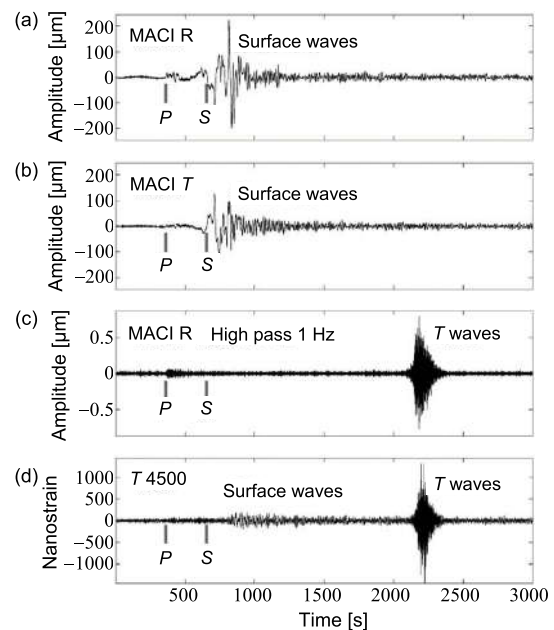 (a)
MACI R
Surface waves
Amplitude [µm]
200
100
0
−100
−200
P
S
(b)
MACI T
Surface waves
Amplitude [µm]
200
100
0
−100
−200
P
S
(c)
MACI R
High pass 1 Hz
T waves
Amplitude [µm]
0.5
0
−0.5
P
S
(d)
T 4500
Surface waves
T waves
Nanostrain
1000
500
0
−500
−1000
P
S
500 1000 1500 2000 2500 3000
Time [s]